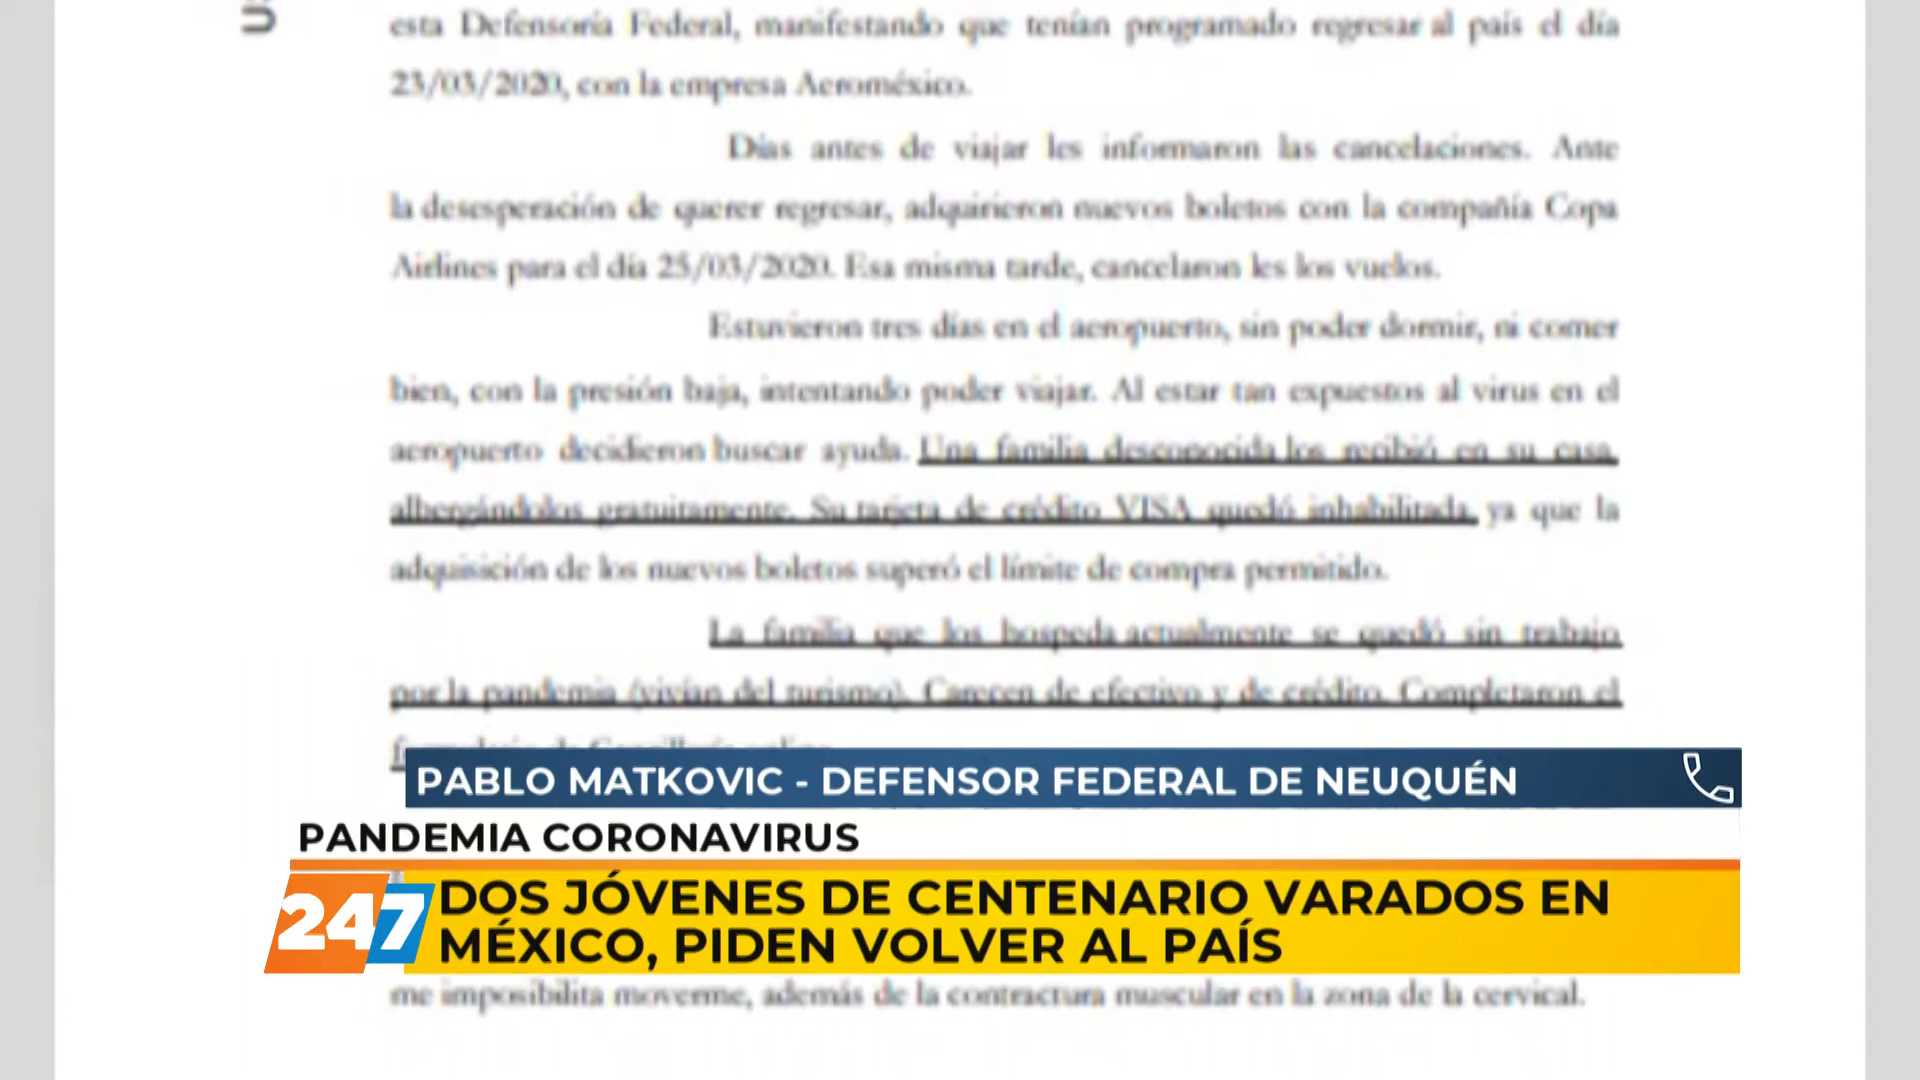 esta Defensoría Federal, manifestando que tenían programado regresar al país el día
23/03/2020, con la empresa Aeroméxico.
Días antes de viajar les informaron las cancelaciones. Ante
la desesperación de querer regresar, adquirieron nuevos boletos con la compañía Copa
Airlines para el día 25/03/2020. Esa misma tarde, cancelaron les los vuelos.
Estuvieron tres días en el aeropuerto, sin poder dormir, ni comer
bien, con la presión baja, intentando poder viajar. Al estar tan expuestos al virus en el
aeropuerto decidieron buscar ayuda. Una familia desconocida los recibió en su casa,
albergándolos gratuitamente. Su tarjeta de crédito VISA quedó inhabilitada, ya que la
adquisición de los nuevos boletos superó el límite de compra permitido.
La familia que los hospeda actualmente se quedó sin trabajo
por la pandemia (vivían del turismo). Carecen de efectivo y de crédito. Completaron el
PABLO MATKOVIC - DEFENSOR FEDERAL DE NEUQUÉN
PANDEMIA CORONAVIRUS
247
DOS JÓVENES DE CENTENARIO VARADOS EN
MÉXICO, PIDEN VOLVER AL PAÍS
me imposibilita moverme, además de la contractura muscular en la zona de la cervical.